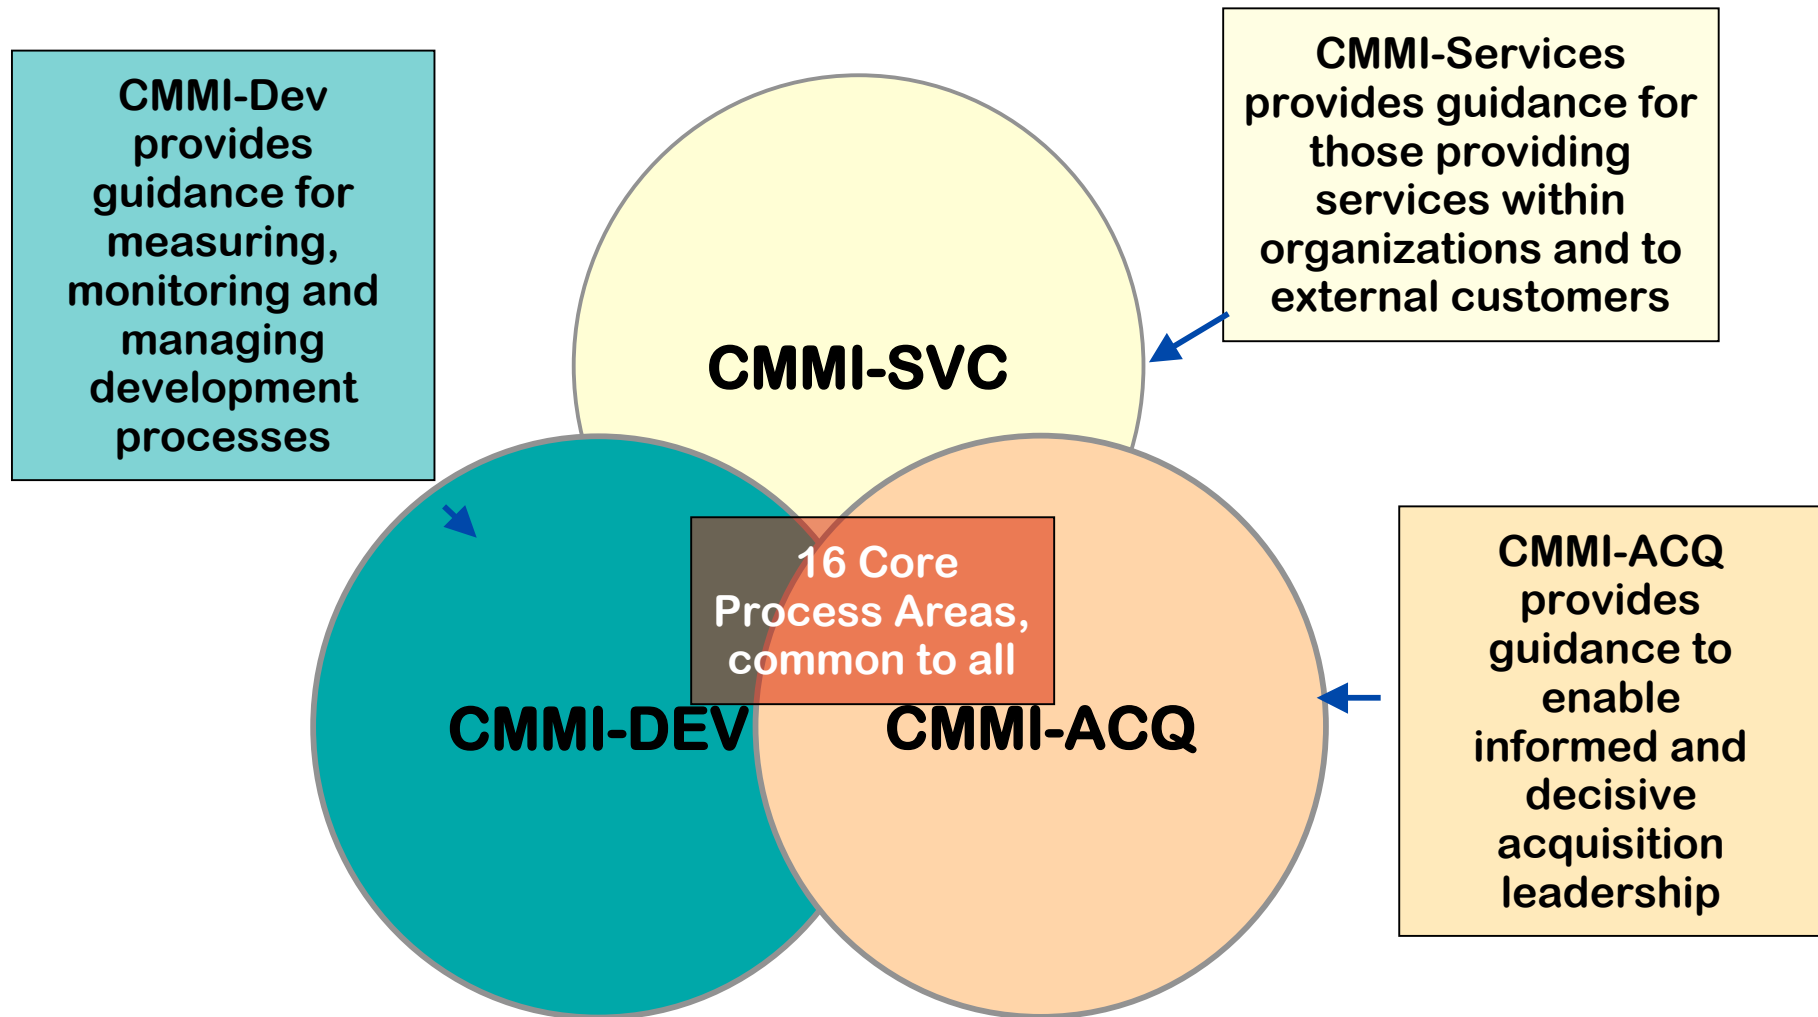 CMMI-Dev
provides
guidance for
measuring,
monitoring and
managing
development
processes
CMMI-Services
provides guidance for
those providing
services within
organizations and to
external customers
CMMI-SVC
16 Core
Process Areas,
common to all
CMMI-DEV
CMMI-ACQ
CMMI-ACQ
provides
guidance to
enable
informed and
decisive
acquisition
leadership